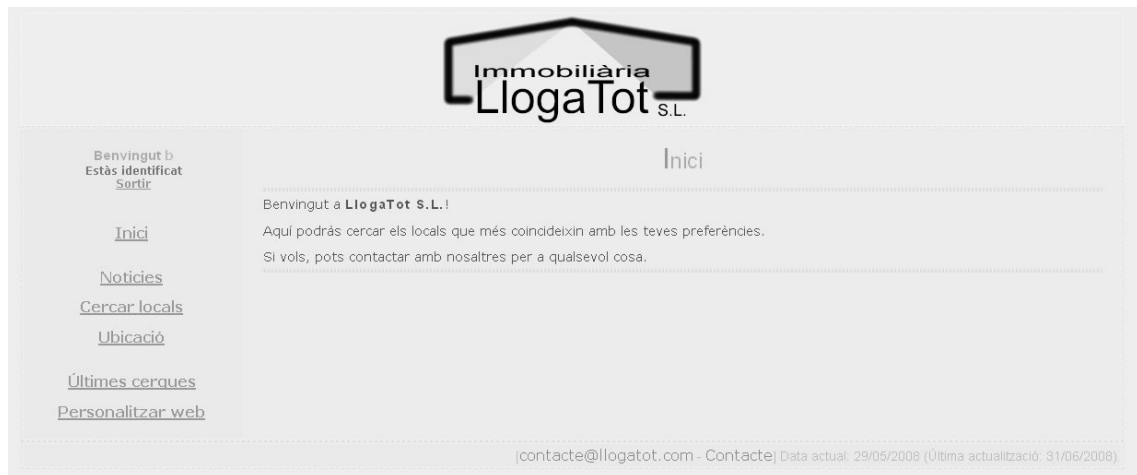 Immobiliària
LlogaTot S.L.
Benvingut b
Estàs identificat
Sortir
Inici
Noticies
Cercar locals
Ubicació
Últimes cerques
Personalitzar web
Inici
Benvingut a LlogaTot S.L.!
Aquí podràs cercar els locals que més coincideixin amb les teves preferències.
Si vols, pots contactar amb nosaltres per a qualsevol cosa.
|contacte@llogatot.com - Contacte| Data actual: 29/05/2008 (Última actualització: 31/06/2008)